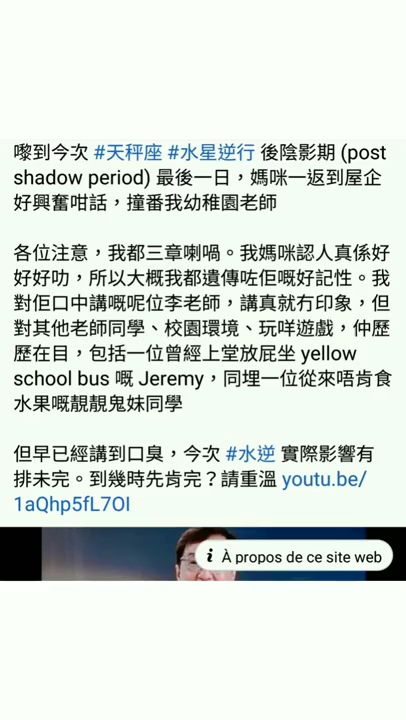 嚟到今次 #天秤座 #水星逆行 後陰影期 (post
shadow period) 最後一日，媽咪一返到屋企
好興奮咁話，撞番我幼稚園老師
各位注意，我都三章喇喎。我媽咪認人真係好
好好好叻，所以大概我都遺傳咗佢嘅好記性。我
對佢口中講嘅呢位李老師，講真就冇印象，但
對其他老師同學、校園環境、玩咩遊戲，仲歷
歷在目，包括一位曾經上堂放屁坐 yellow
school bus 嘅 Jeremy，同埋一位從來唔肯食
水果嘅靚靚鬼妹同學
但早已經講到口臭，今次 #水逆 實際影響有
排未完。到幾時先肯完？請重溫 youtu.be/
1aQhp5fL7OI
À propos de ce site web